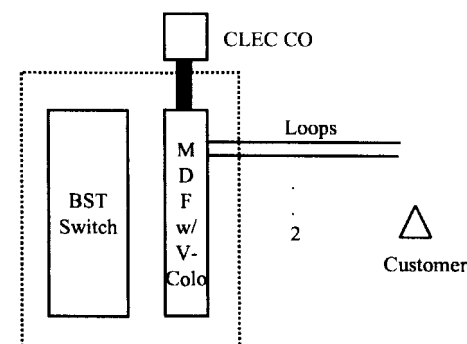 CLEC CO
Loops
M
D
F
w/
V-
Colo
BST
Switch
.
.
2
Customer